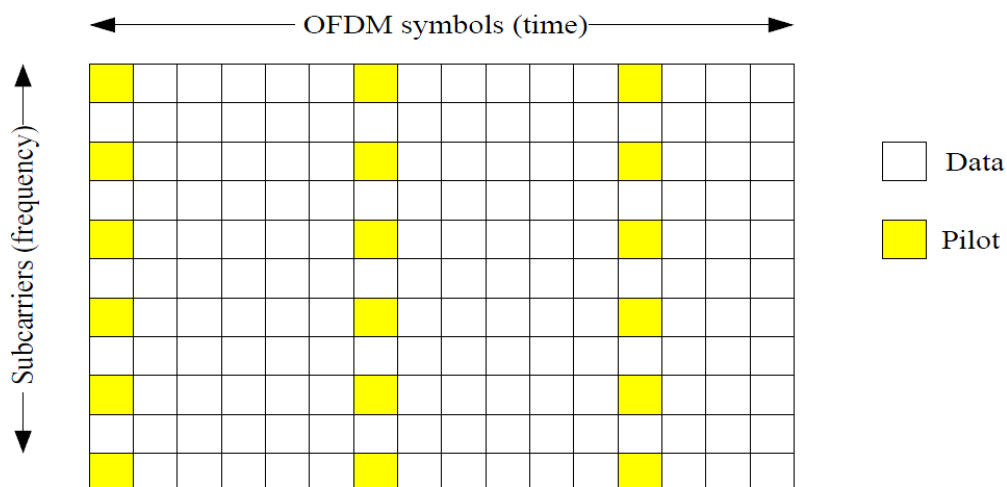 OFDM symbols (time)
Subcarriers (frequency)
Data
Pilot